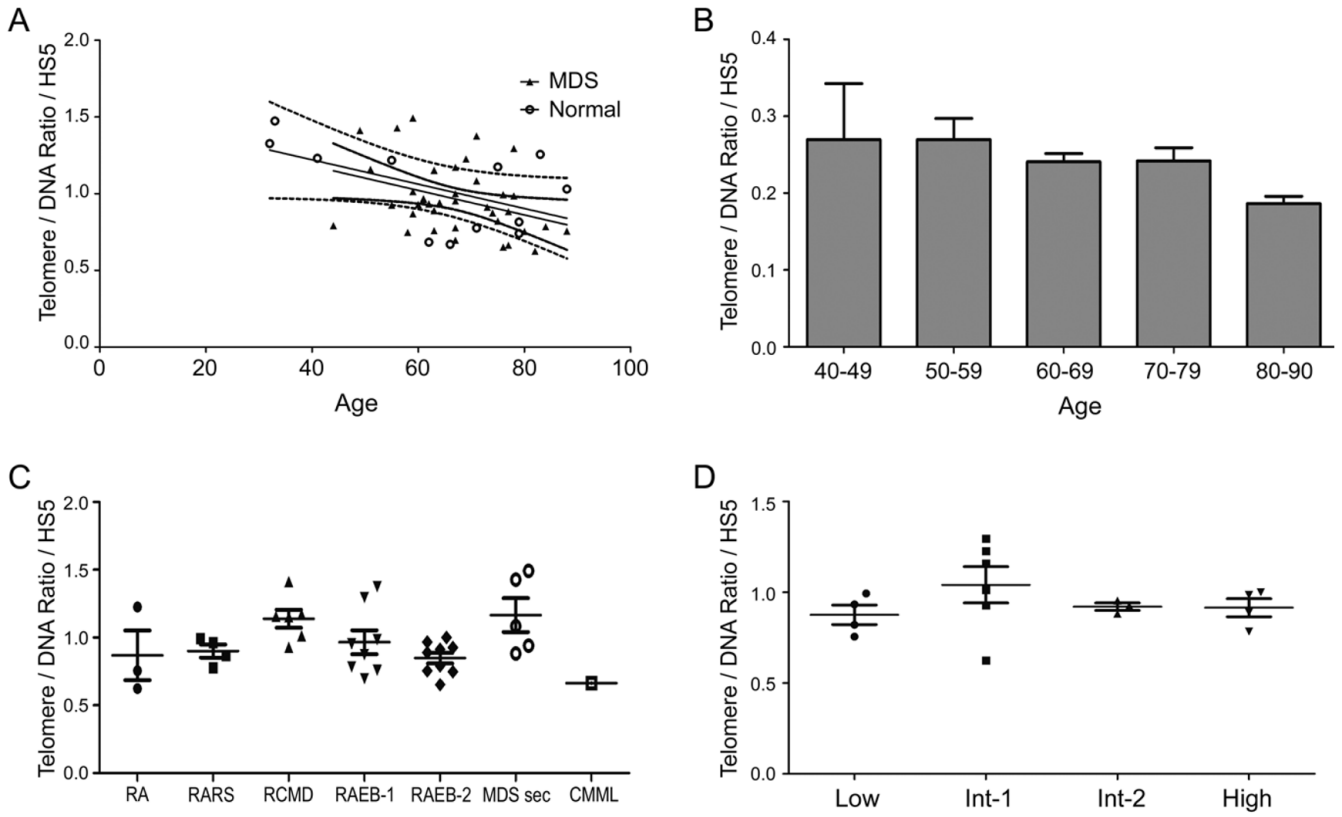 A
Telomere / DNA Ratio / HS5
2.0
1.5
1.0
0.5
0.0
MDS
Normal
0 20 40 60 80 100
Age
B
Telomere / DNA Ratio / HS5
0.4
0.3
0.2
0.1
0.0
40-49 50-59 60-69 70-79 80-90
Age
C
Telomere / DNA Ratio / HS5
2.0
1.5
1.0
0.5
0.0
RA RARS RCMD RAEB-1 RAEB-2 MDS sec CMML
D
Telomere / DNA Ratio / HS5
1.5
1.0
0.5
0.0
Low Int-1 Int-2 High